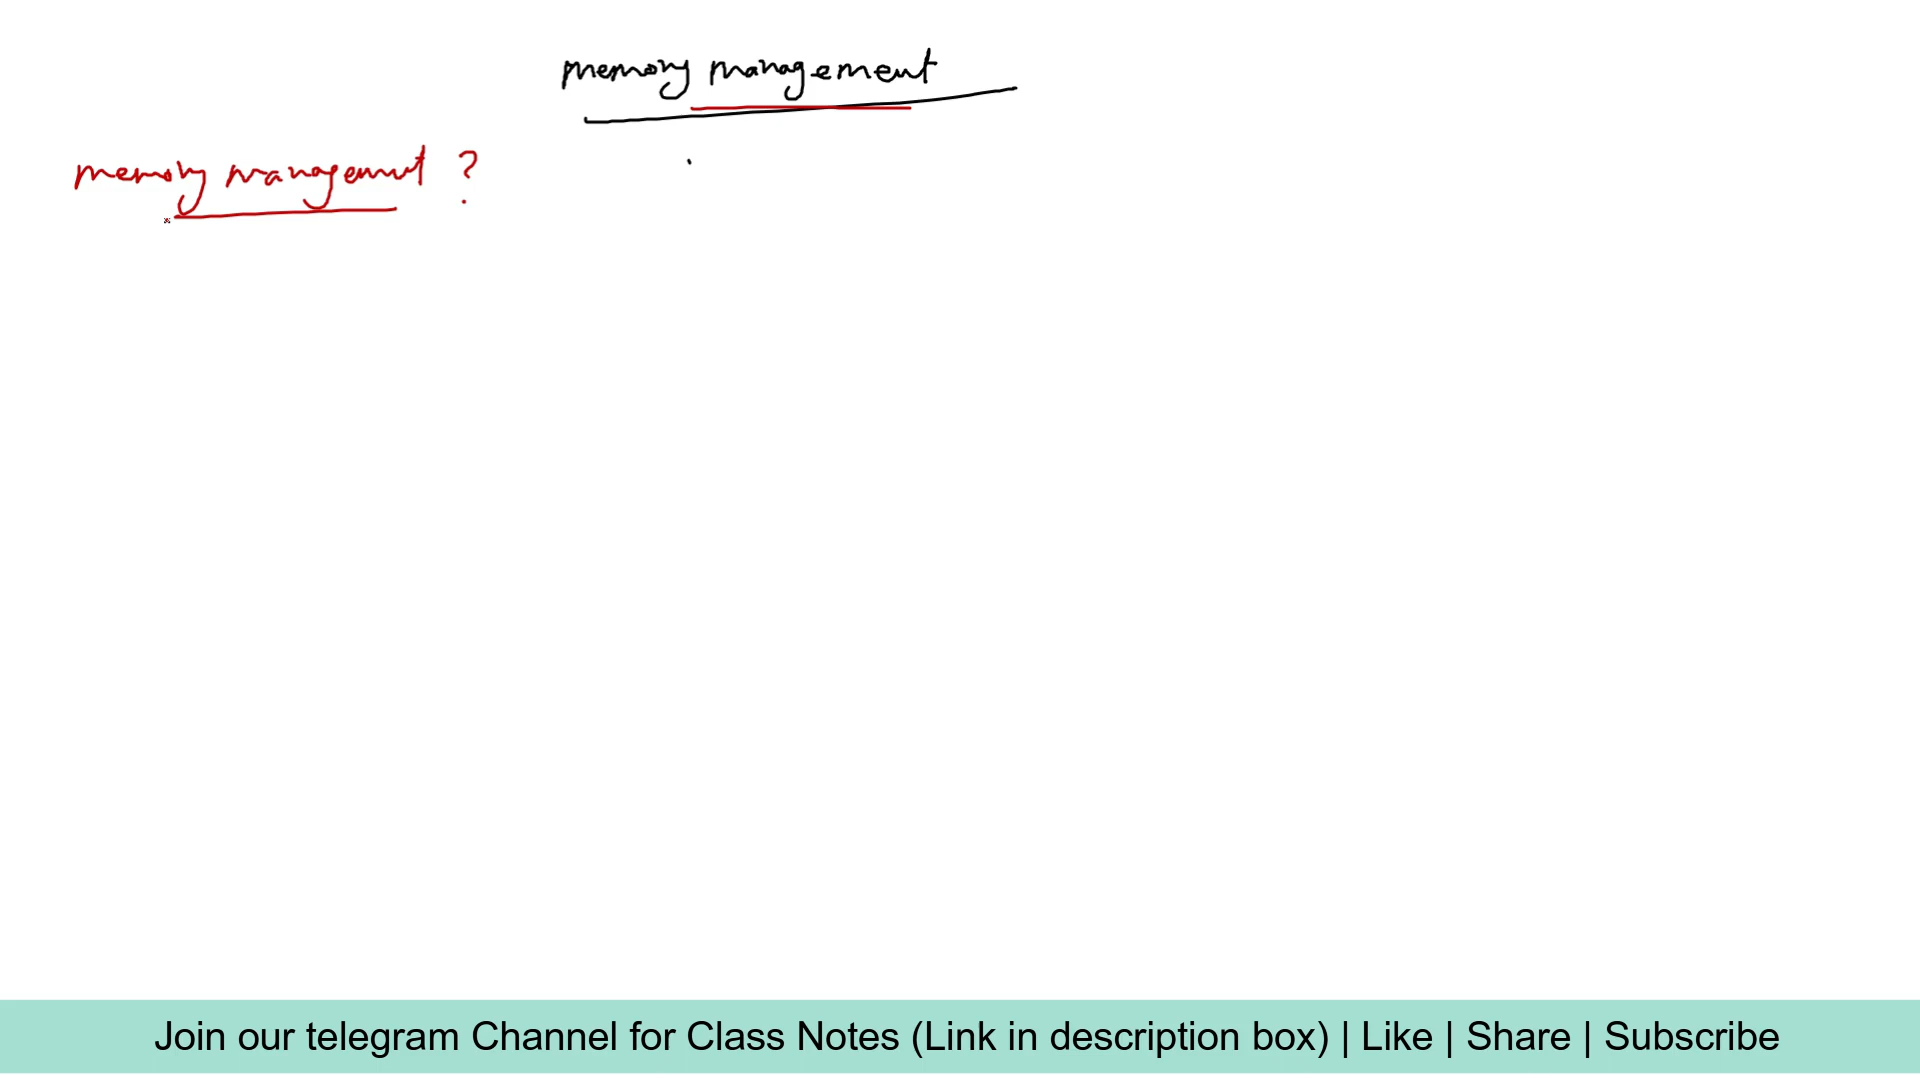 memory management
memory management ?
Join our telegram Channel for Class Notes (Link in description box) | Like | Share | Subscribe